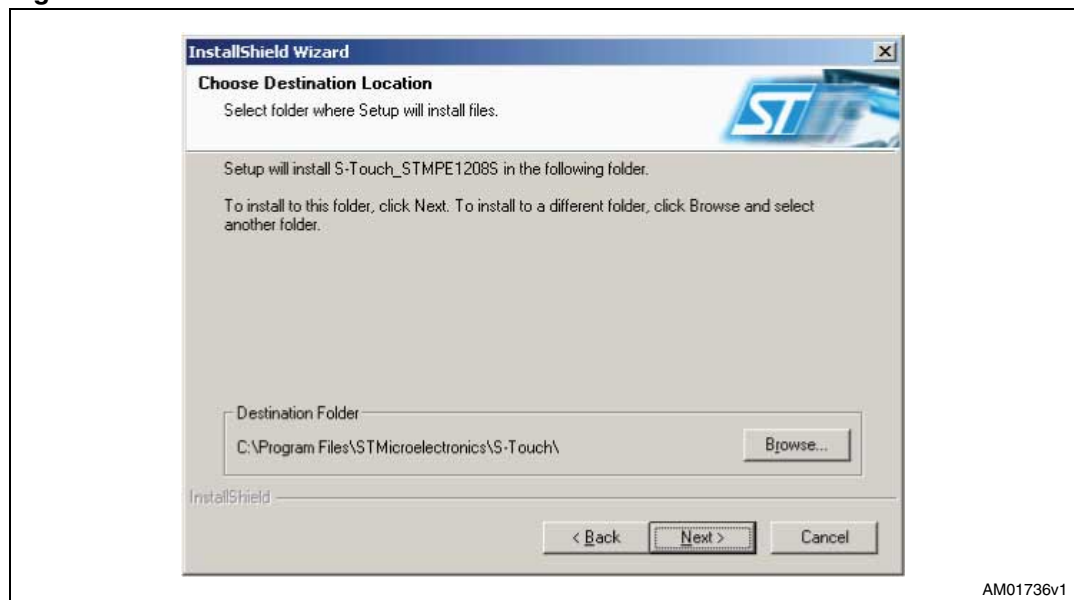 InstallShield Wizard
Choose Destination Location
Select folder where Setup will install files.
ST
Setup will install S-Touch_STMPE1208S in the following folder.
To install to this folder, click Next. To install to a different folder, click Browse and select
another folder.
Destination Folder
C:\Program Files\STMicroelectronics\S-Touch\
Browse...
InstallShield
< Back
Next >
Cancel
AM01736v1